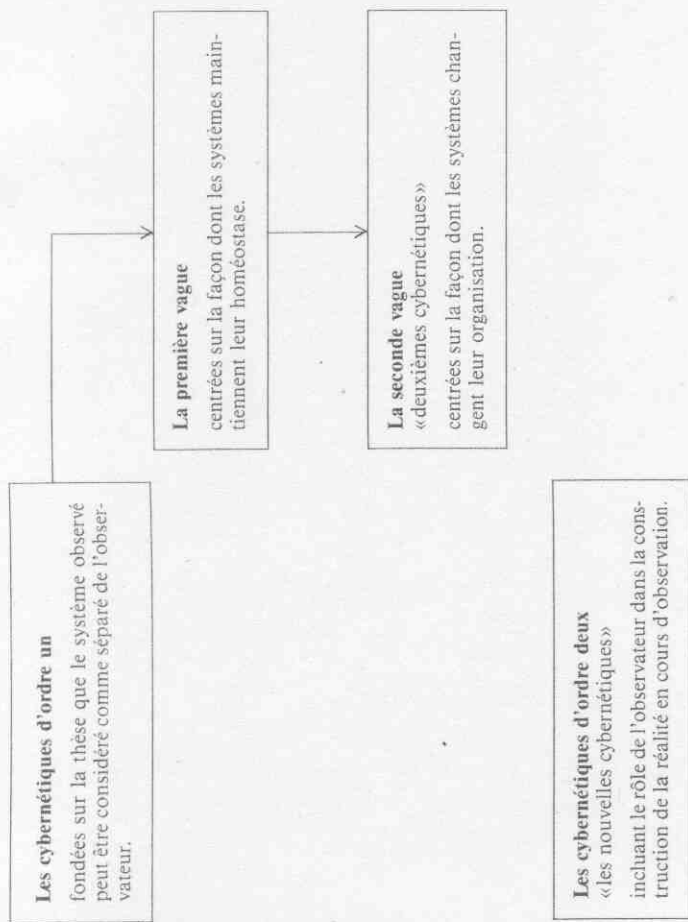 Les cybernétiques d'ordre un
fondées sur la thèse que le système observé
peut être considéré comme séparé de l'obser-
vateur.
La première vague
centrées sur la façon dont les systèmes main-
tiennent leur homéostase.
La seconde vague
«deuxièmes cybernétiques»
centrées sur la façon dont les systèmes chan-
gent leur organisation.
Les cybernétiques d'ordre deux
«les nouvelles cybernétiques»
incluant le rôle de l'observateur dans la cons-
truction de la réalité en cours d'observation.